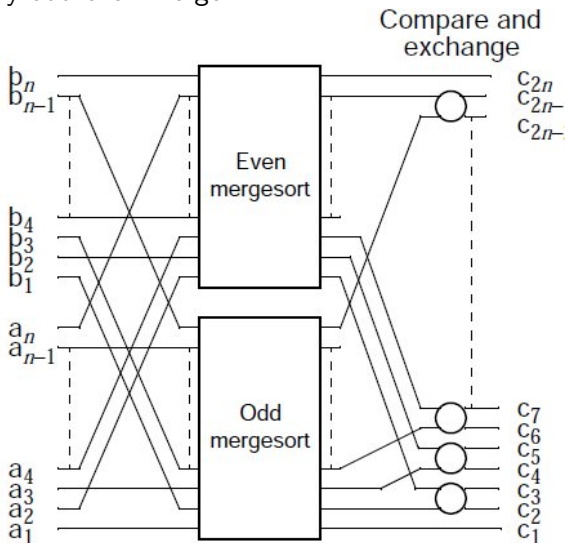 Compare and
exchange
bn
bn–1
b4
b3
b2
b1
an
an–1
a4
a3
a2
a1
Even
mergesort
Odd
mergesort
c2n
c2n–
c2n–
c7
c6
c5
c4
c3
c2
c1